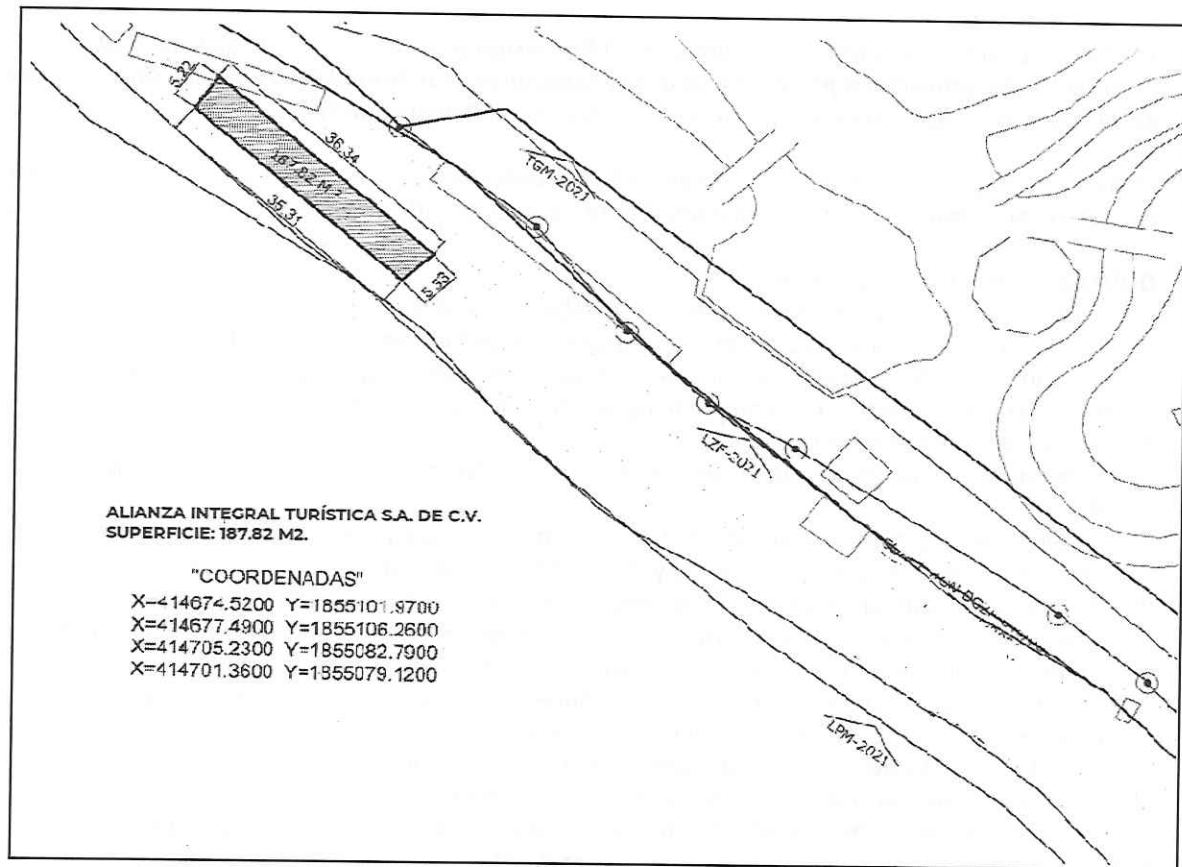 5.22
36.34
187.82 M2
35.31
5.33
TGM-2021
LZF-2021
LPM-2021
ALIANZA INTEGRAL TURÍSTICA S.A. DE C.V.
SUPERFICIE: 187.82 M2.
"COORDENADAS"
X=414674.5200 Y=1855101.9700
X=414677.4900 Y=1855106.2600
X=414705.2300 Y=1855082.7900
X=414701.3600 Y=1855079.1200